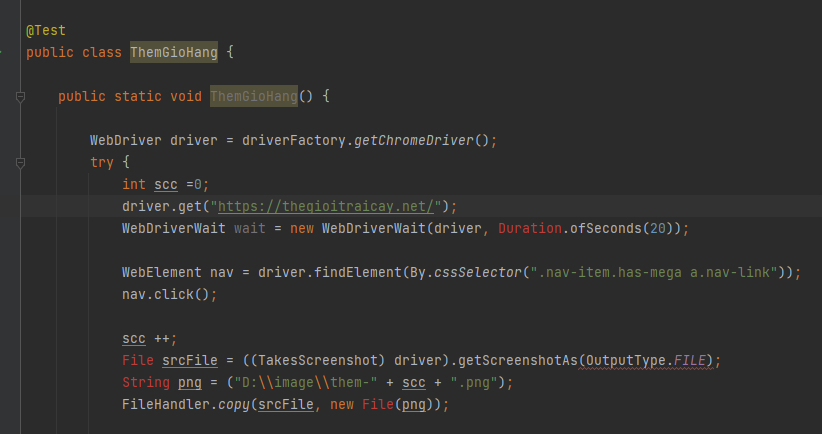 @Test
public class ThemGioHang {
public static void ThemGioHang() {
WebDriver driver = driverFactory.getChromeDriver();
try {
int scc =0;
driver.get("https://thegioitraicay.net/");
WebDriverWait wait = new WebDriverWait(driver, Duration.ofSeconds(20));
WebElement nav = driver.findElement(By.cssSelector(".nav-item.has-mega a.nav-link"));
nav.click();
scc ++;
File srcFile = ((TakesScreenshot) driver).getScreenshotAs(OutputType.FILE);
String png = ("D:\\image\\them-" + scc + ".png");
FileHandler.copy(srcFile, new File(png));